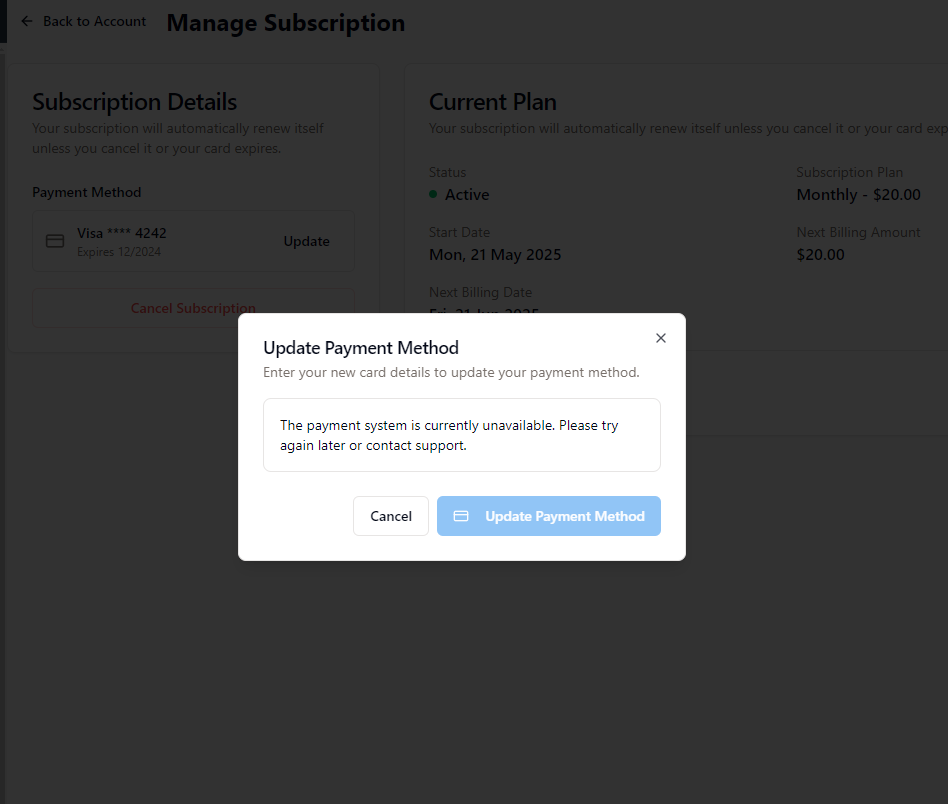 Back to Account
Manage Subscription
Subscription Details
Your subscription will automatically renew itself
unless you cancel it or your card expires.
Payment Method
Visa **** 4242
Expires 12/2024
Update
Cancel Subscription
Current Plan
Your subscription will automatically renew itself unless you cancel it or your card exp
Status
Active
Subscription Plan
Monthly - $20.00
Start Date
Mon, 21 May 2025
Next Billing Amount
$20.00
Next Billing Date
Fri, 21 Jun 2025
Update Payment Method
Enter your new card details to update your payment method.
The payment system is currently unavailable. Please try
again later or contact support.
Cancel
Update Payment Method